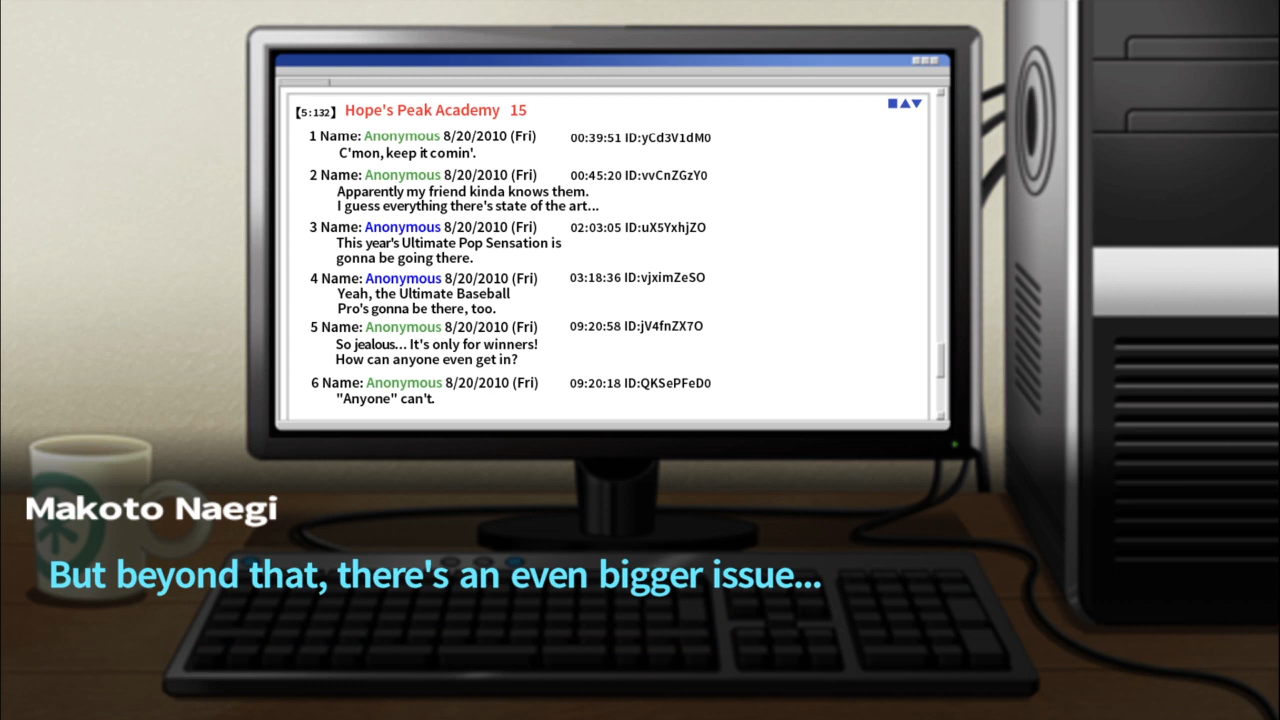 【5:132】 Hope's Peak Academy 15
1 Name: Anonymous 8/20/2010 (Fri) 00:39:51 ID:yCd3V1dM0
C'mon, keep it comin'.
2 Name: Anonymous 8/20/2010 (Fri) 00:45:20 ID:vvCnZGzY0
Apparently my friend kinda knows them.
I guess everything there's state of the art...
3 Name: Anonymous 8/20/2010 (Fri) 02:03:05 ID:uX5YxhjZO
This year's Ultimate Pop Sensation is
gonna be going there.
4 Name: Anonymous 8/20/2010 (Fri) 03:18:36 ID:vjximZeSO
Yeah, the Ultimate Baseball
Pro's gonna be there, too.
5 Name: Anonymous 8/20/2010 (Fri) 09:20:58 ID:jV4fnZX7O
So jealous... It's only for winners!
How can anyone even get in?
6 Name: Anonymous 8/20/2010 (Fri) 09:20:18 ID:QKSePFeD0
"Anyone" can't.
Makoto Naegi
But beyond that, there's an even bigger issue...